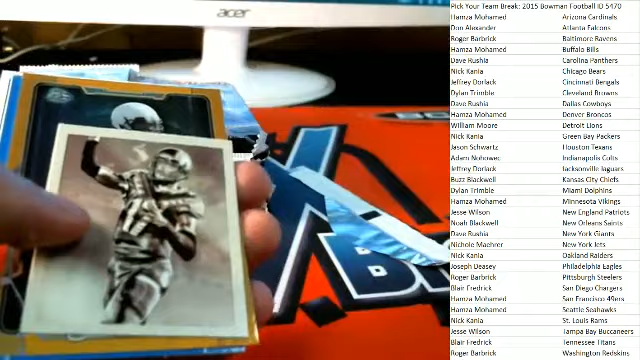 Pick Your Team Break: 2015 Bowman Football ID 5470
Hamza Mohamed Arizona Cardinals
Don Alexander Atlanta Falcons
Roger Barbrick Baltimore Ravens
Hamza Mohamed Buffalo Bills
Dave Rushia Carolina Panthers
Nick Kania Chicago Bears
Jeffrey Dorlack Cincinnati Bengals
Dylan Trimble Cleveland Browns
Dave Rushia Dallas Cowboys
Hamza Mohamed Denver Broncos
William Moore Detroit Lions
Nick Kania Green Bay Packers
Jason Schwartz Houston Texans
Adam Nohowec Indianapolis Colts
Jeffrey Dorlack Jacksonville Jaguars
Buzz Blackwell Kansas City Chiefs
Dylan Trimble Miami Dolphins
Hamza Mohamed Minnesota Vikings
Jesse Wilson New England Patriots
Noah Blackwell New Orleans Saints
Dave Rushia New York Giants
Nichole Maehrer New York Jets
Nick Kania Oakland Raiders
Joseph Deasey Philadelphia Eagles
Roger Barbrick Pittsburgh Steelers
Blair Fredrick San Diego Chargers
Hamza Mohamed San Francisco 49ers
Hamza Mohamed Seattle Seahawks
Nick Kania St. Louis Rams
Jesse Wilson Tampa Bay Buccaneers
Blair Fredrick Tennessee Titans
Roger Barbrick Washington Redskins
acer